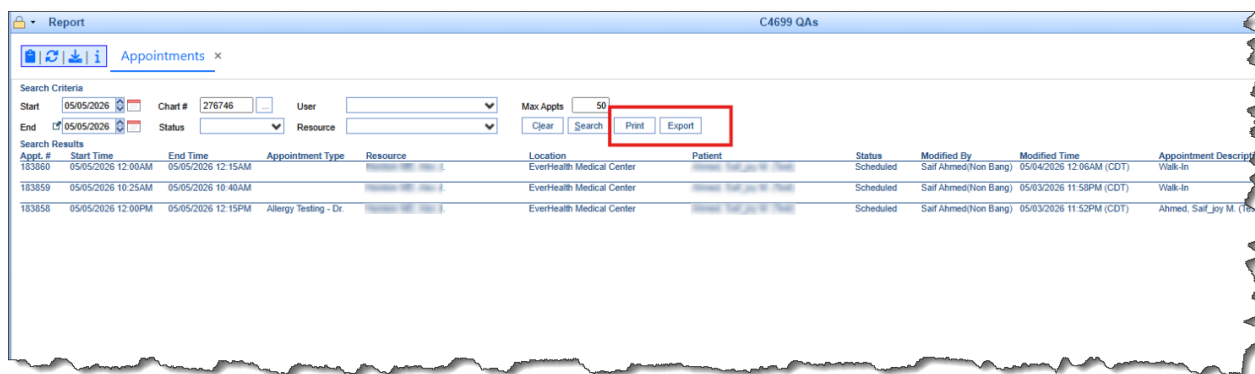 Report C4699 QAs
i Appointments ×
Search Criteria
Start 05/05/2026 Chart # 276746 ... User Max Appts 50
End 05/05/2026 Status Resource Clear Search Print Export
Search Results
Appt. # Start Time End Time Appointment Type Resource Location Patient Status Modified By Modified Time Appointment Descript
183860 05/05/2026 12:00AM 05/05/2026 12:15AM EverHealth Medical Center Scheduled Saif Ahmed(Non Bang) 05/04/2026 12:06AM (CDT) Walk-In
183859 05/05/2026 10:25AM 05/05/2026 10:40AM EverHealth Medical Center Scheduled Saif Ahmed(Non Bang) 05/03/2026 11:58PM (CDT) Walk-In
183858 05/05/2026 12:00PM 05/05/2026 12:15PM Allergy Testing - Dr. EverHealth Medical Center Scheduled Saif Ahmed(Non Bang) 05/03/2026 11:52PM (CDT) Ahmed, Saif_joy M. (Tes